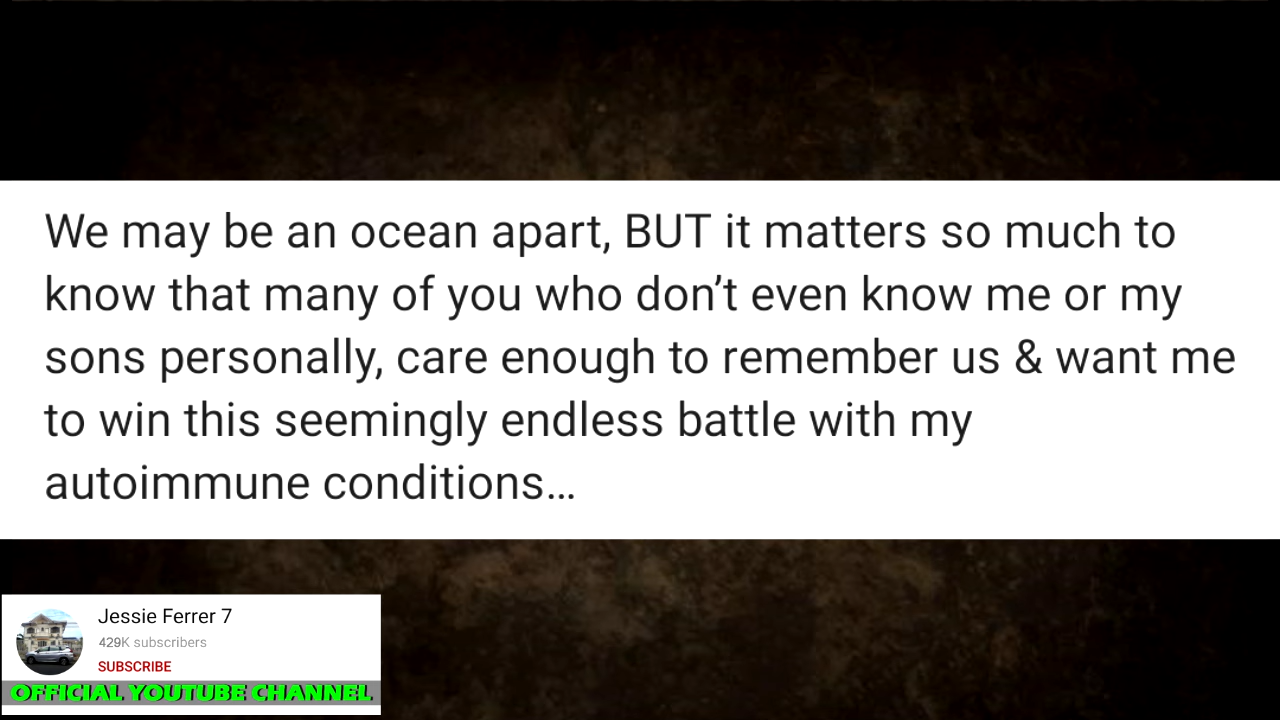 We may be an ocean apart, BUT it matters so much to
know that many of you who don’t even know me or my
sons personally, care enough to remember us & want me
to win this seemingly endless battle with my
autoimmune conditions…
Jessie Ferrer 7
429K subscribers
SUBSCRIBE
OFFICIAL YOUTUBE CHANNEL